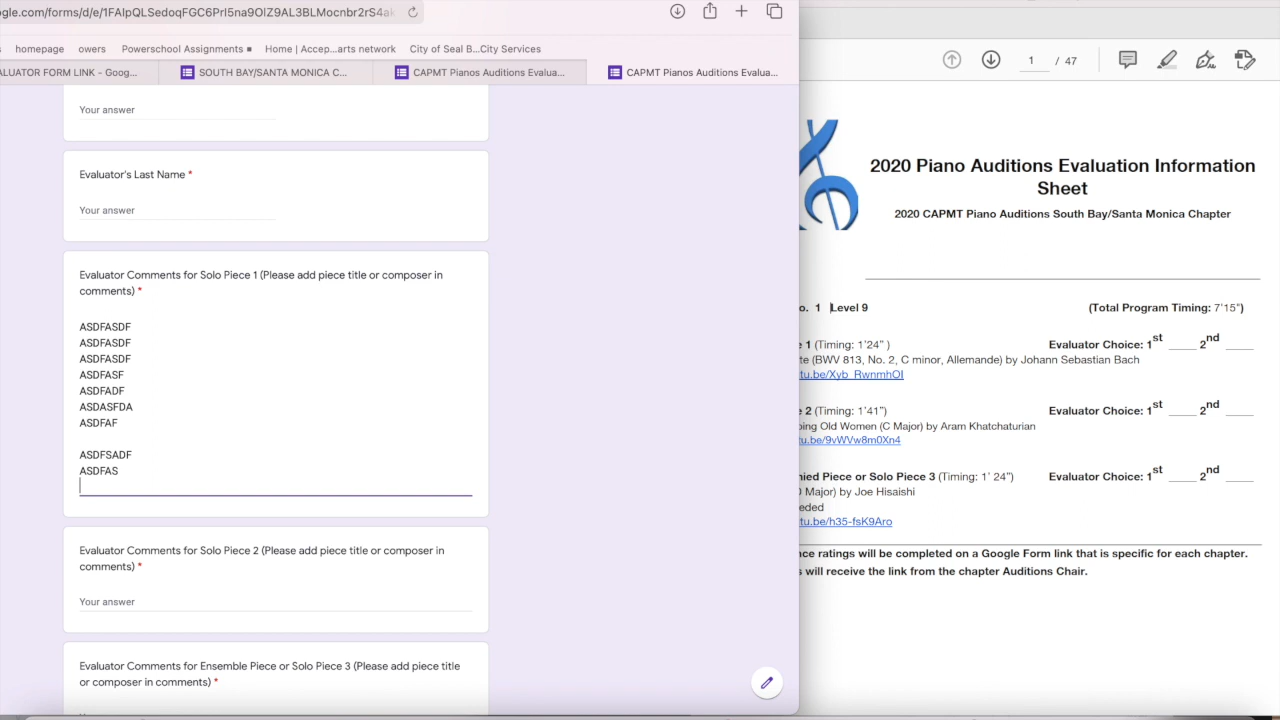 gle.com/forms/d/e/1FAIpQLSedoqFGC6PrI5na9OIZ9AL3BLMocnbr2rS4ak
homepage owers Powerschool Assignments Home | Accep...arts network City of Seal B...City Services
ALUATOR FORM LINK - Goog... SOUTH BAY/SANTA MONICA C... CAPMT Pianos Auditions Evalua... CAPMT Pianos Auditions Evalua...
Your answer
Evaluator's Last Name *
Your answer
Evaluator Comments for Solo Piece 1 (Please add piece title or composer in
comments) *
ASDFASDF
ASDFASDF
ASDFASDF
ASDFASF
ASDFADF
ASDASFDA
ASDFAF
ASDFSADF
ASDFAS
Evaluator Comments for Solo Piece 2 (Please add piece title or composer in
comments) *
Your answer
Evaluator Comments for Ensemble Piece or Solo Piece 3 (Please add piece title
or composer in comments) *
1 / 47
2020 Piano Auditions Evaluation Information
Sheet
2020 CAPMT Piano Auditions South Bay/Santa Monica Chapter
o. 1 Level 9 (Total Program Timing: 7'15")
e 1 (Timing: 1'24" ) Evaluator Choice: 1st ____ 2nd ____
te (BWV 813, No. 2, C minor, Allemande) by Johann Sebastian Bach
tu.be/Xyb_RwnmhOI
e 2 (Timing: 1'41") Evaluator Choice: 1st ____ 2nd ____
ping Old Women (C Major) by Aram Khatchaturian
tu.be/9vWVw8m0Xn4
nied Piece or Solo Piece 3 (Timing: 1' 24") Evaluator Choice: 1st ____ 2nd ____
D Major) by Joe Hisaishi
eded
tu.be/h35-fsK9Aro
nce ratings will be completed on a Google Form link that is specific for each chapter.
s will receive the link from the chapter Auditions Chair.